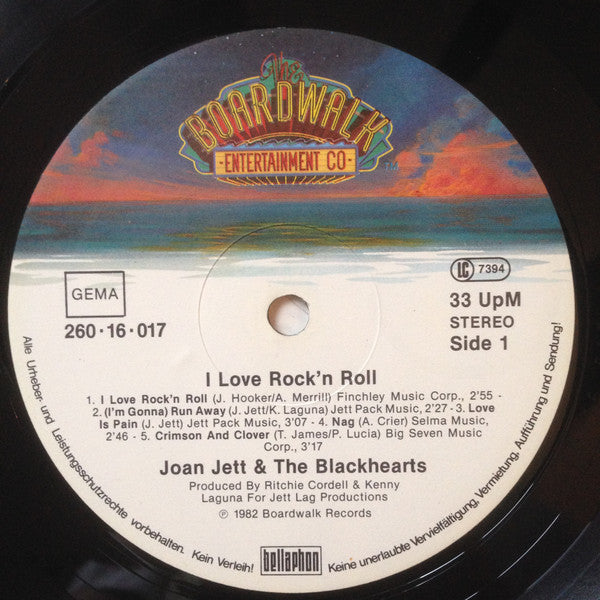 The
BOARDWALK
·ENTERTAINMENT CO·
TM
GEMA
260·16·017
LC 7394
33 UpM
STEREO
Side 1
I Love Rock'n Roll
1. I Love Rock'n Roll (J. Hooker/A. Merrill) Finchley Music Corp., 2'55 -
2. (I'm Gonna) Run Away (J. Jett/K. Laguna) Jett Pack Music, 2'27 - 3. Love
Is Pain (J. Jett) Jett Pack Music, 3'07 - 4. Nag (A. Crier) Selma Music,
2'46 - 5. Crimson And Clover (T. James/P. Lucia) Big Seven Music
Corp., 3'17
Joan Jett & The Blackhearts
Produced By Ritchie Cordell & Kenny
Laguna For Jett Lag Productions
℗ 1982 Boardwalk Records
bellaphon
Alle Urheber- und Leistungsschutzrechte vorbehalten. Kein Verleih! Keine unerlaubte Vervielfältigung, Vermietung, Aufführung und Sendung!